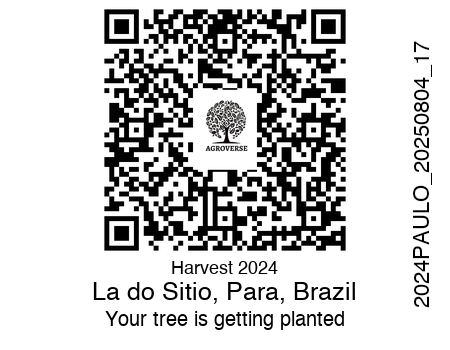 AGROVERSE
Harvest 2024
La do Sitio, Para, Brazil
Your tree is getting planted
2024PAULO_20250804_17